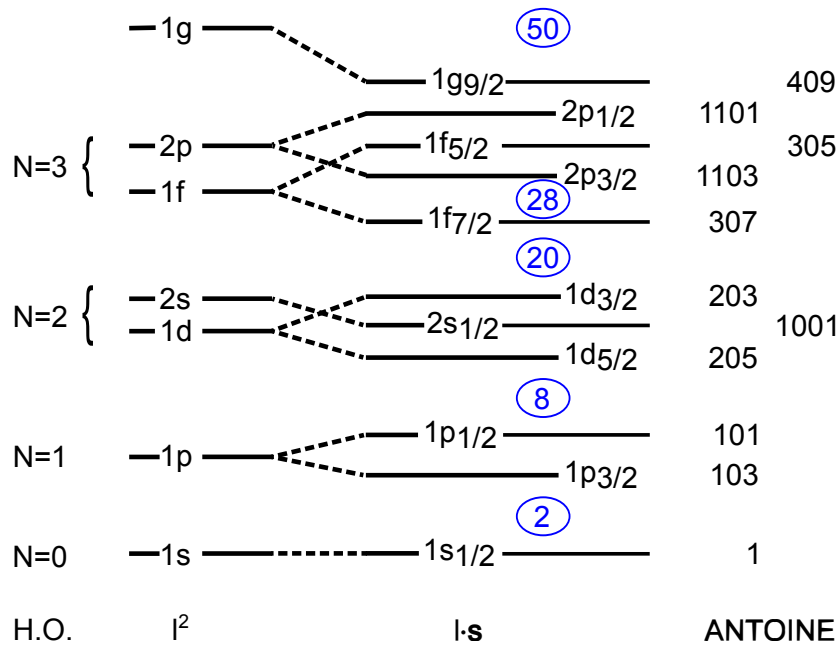 1g 50
1g9/2 409
2p1/2 1101
N=3 { 2p 1f5/2 305
2p3/2 1103
1f 28
1f7/2 307
20
N=2 { 2s 1d3/2 203
1d 2s1/2 1001
1d5/2 205
8
1p1/2 101
N=1 1p
1p3/2 103
2
N=0 1s 1s1/2 1
H.O. l² l·s ANTOINE